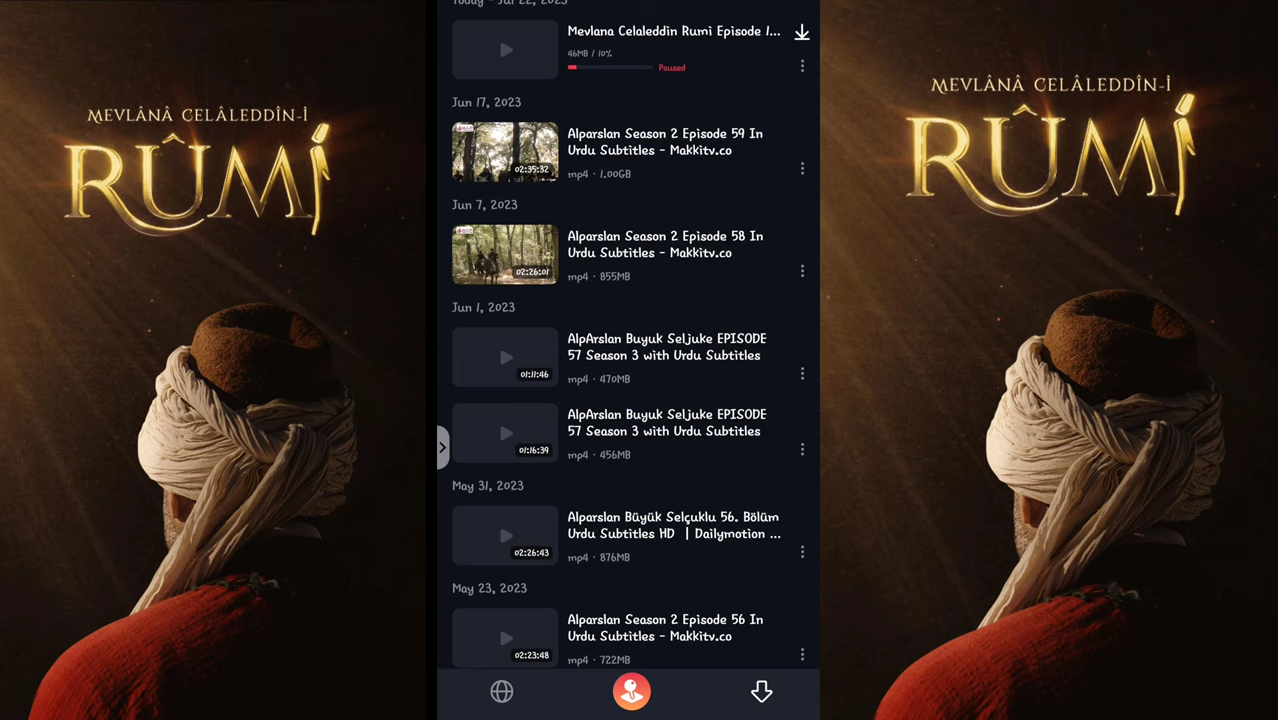 MEVLÂNÂ CELÂLEDDÎN-İ
RÛMÎ
Today - Jul 22, 2023
Mevlana Celaleddin Rumi Episode 1...
46MB / 10%
Paused
Jun 17, 2023
02:35:32
Alparslan Season 2 Episode 59 In
Urdu Subtitles - Makkitv.co
mp4 · 1.00GB
Jun 7, 2023
02:26:01
Alparslan Season 2 Episode 58 In
Urdu Subtitles - Makkitv.co
mp4 · 855MB
Jun 1, 2023
01:11:46
AlpArslan Buyuk Seljuke EPISODE
57 Season 3 with Urdu Subtitles
mp4 · 470MB
01:16:39
AlpArslan Buyuk Seljuke EPISODE
57 Season 3 with Urdu Subtitles
mp4 · 456MB
May 31, 2023
02:26:43
Alparslan Büyük Selçuklu 56. Bölüm
Urdu Subtitles HD | Dailymotion ...
mp4 · 876MB
May 23, 2023
02:23:48
Alparslan Season 2 Episode 56 In
Urdu Subtitles - Makkitv.co
mp4 · 722MB
MEVLÂNÂ CELÂLEDDÎN-İ
RÛMÎ